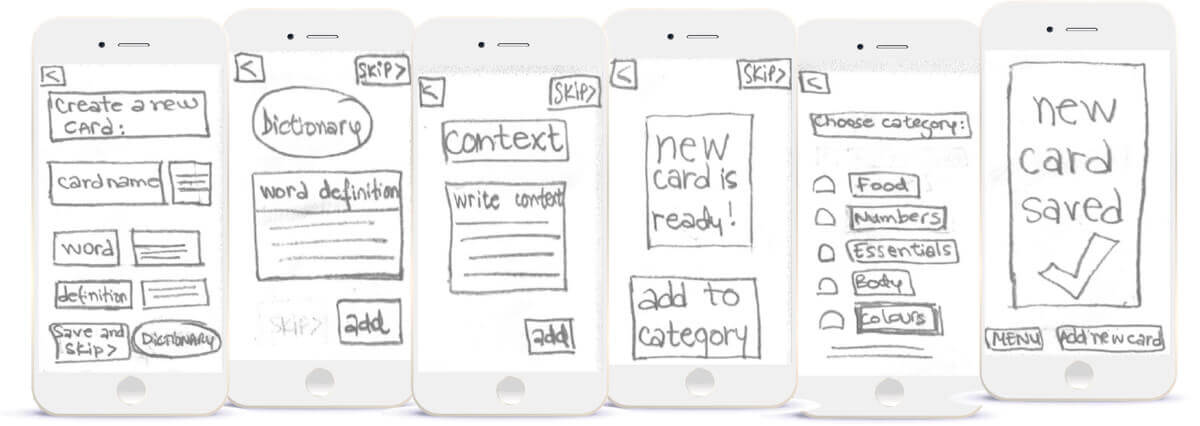 <
Create a new
CARD:
card name
word
definition
Save and
skip>
DICTIONARY
<
SKIP>
Dictionary
word definition
SKIP>
add
<
SKIP>
context
write context
add
<
SKIP>
new
card is
ready!
add to
category
<
Choose category:
Food
Numbers
Essentials
Body
Colours
new
card
saved
MENU
Add new card